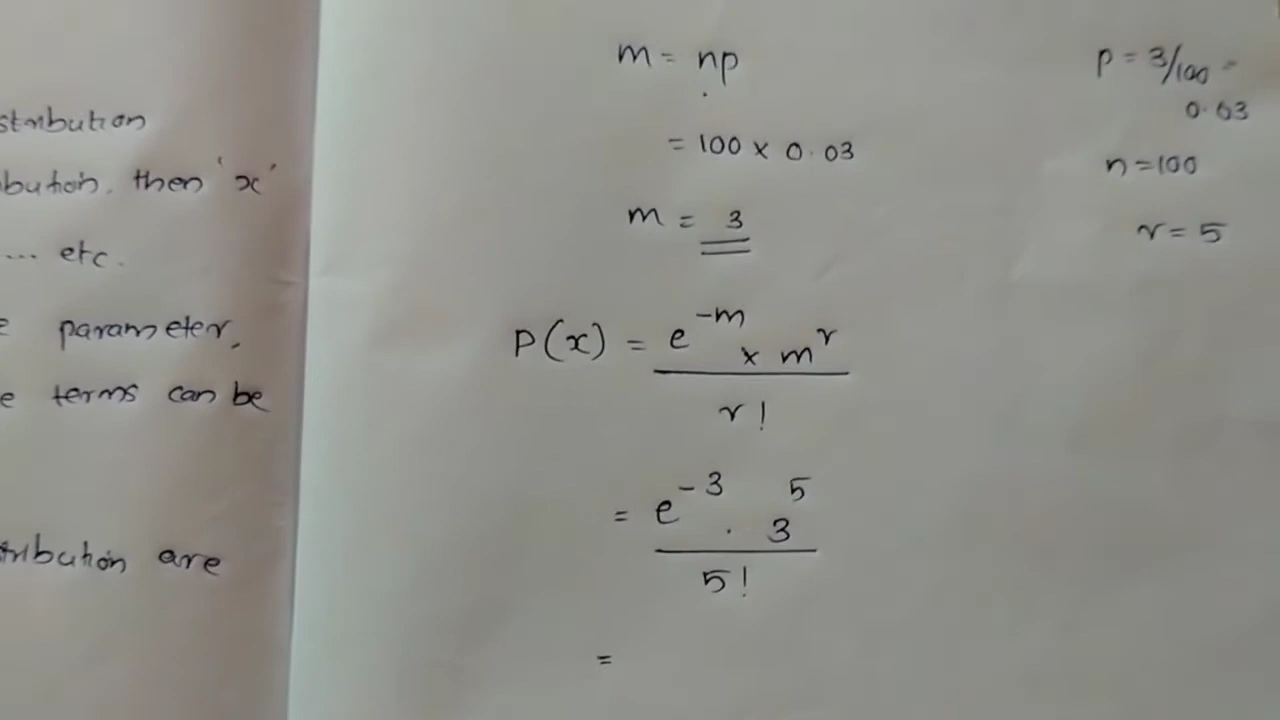 stribution
bution. then 'x'
... etc.
e parameter,
e terms can be
tribution are
m = np
= 100 x 0.03
m = 3
P(x) = e^-m x m^r / r!
= e^-3 . 3^5 / 5!
=
p = 3/100 =
0.03
n = 100
r = 5